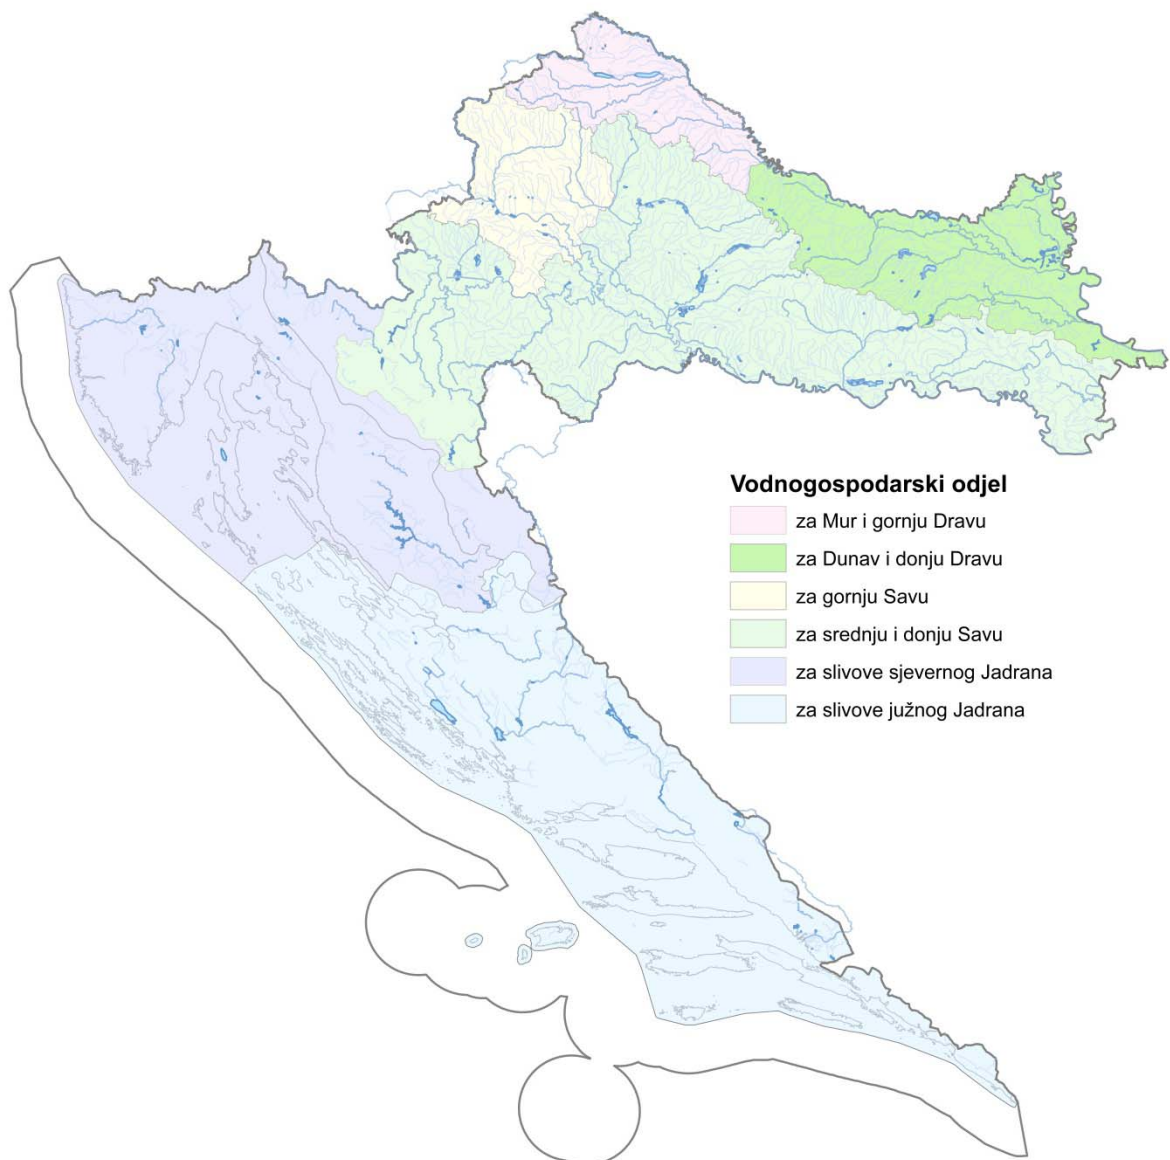 Vodnogospodarski odjel
za Mur i gornju Dravu
za Dunav i donju Dravu
za gornju Savu
za srednju i donju Savu
za slivove sjevernog Jadrana
za slivove južnog Jadrana